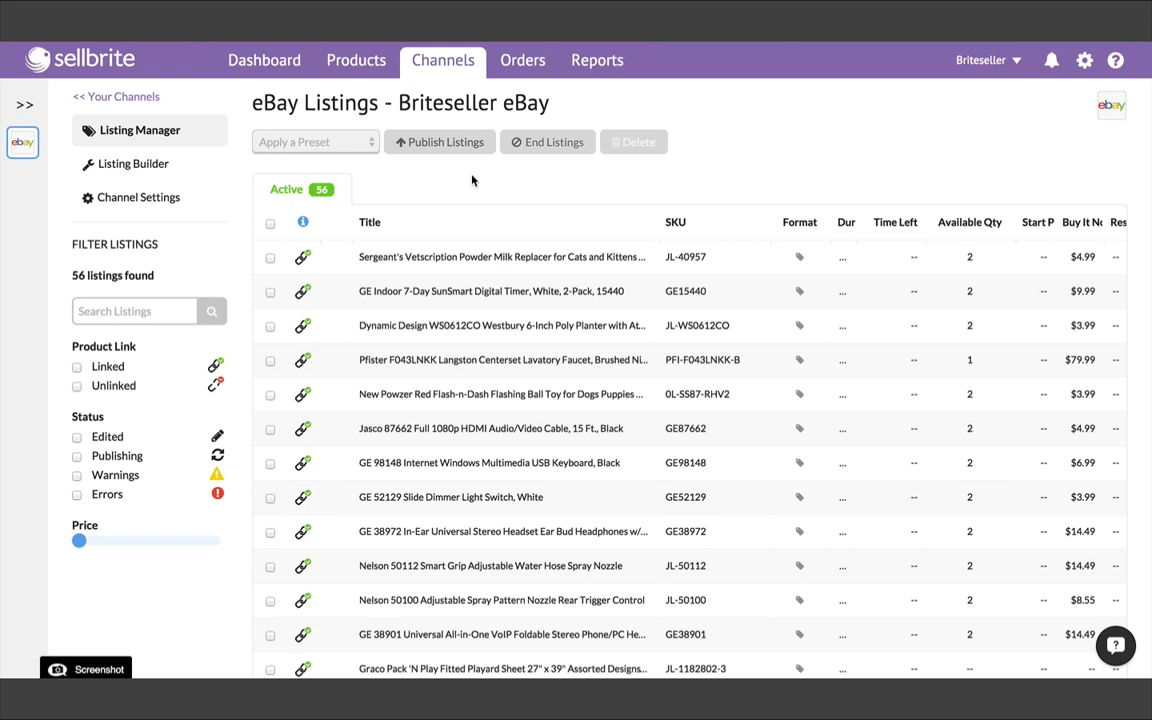 sellbrite Dashboard Products Channels Orders Reports Briteseller
>> << Your Channels eBay Listings - Briteseller eBay ebay
ebay Listing Manager Apply a Preset Publish Listings End Listings Delete
Listing Builder
Channel Settings Active 56
Title SKU Format Dur Time Left Available Qty Start P Buy It No Res
FILTER LISTINGS
56 listings found
Search Listings
Product Link
Linked
Unlinked
Status
Edited
Publishing
Warnings
Errors
Price
Sergeant's Vetscription Powder Milk Replacer for Cats and Kittens ... JL-40957 ... -- 2 -- $4.99 --
GE Indoor 7-Day SunSmart Digital Timer, White, 2-Pack, 15440 GE15440 ... -- 2 -- $9.99 --
Dynamic Design WS0612CO Westbury 6-Inch Poly Planter with At... JL-WS0612CO ... -- 2 -- $3.99 --
Pfister F043LNKK Langston Centerset Lavatory Faucet, Brushed Ni... PFI-F043LNKK-B ... -- 1 -- $79.99 --
New Powzer Red Flash-n-Dash Flashing Ball Toy for Dogs Puppies ... 0L-SS87-RHV2 ... -- 2 -- $3.99 --
Jasco 87662 Full 1080p HDMI Audio/Video Cable, 15 Ft., Black GE87662 ... -- 2 -- $4.99 --
GE 98148 Internet Windows Multimedia USB Keyboard, Black GE98148 ... -- 2 -- $6.99 --
GE 52129 Slide Dimmer Light Switch, White GE52129 ... -- 2 -- $3.99 --
GE 38972 In-Ear Universal Stereo Headset Ear Bud Headphones w/... GE38972 ... -- 2 -- $14.49 --
Nelson 50112 Smart Grip Adjustable Water Hose Spray Nozzle JL-50112 ... -- 2 -- $14.49 --
Nelson 50100 Adjustable Spray Pattern Nozzle Rear Trigger Control JL-50100 ... -- 2 -- $8.55 --
GE 38901 Universal All-in-One VoIP Foldable Stereo Phone/PC He... GE38901 ... -- 2 -- $14.49
Graco Pack 'N Play Fitted Playard Sheet 27" x 39" Assorted Designs... JL-1182802-3 ... -- -- -- -- --
Screenshot